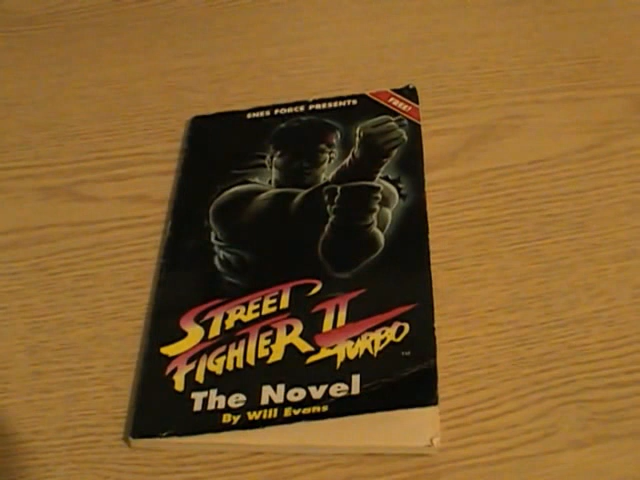 SNES FORCE PRESENTS
FREE!
STREET
FIGHTER II
TURBO
TM
The Novel
By Will Evans